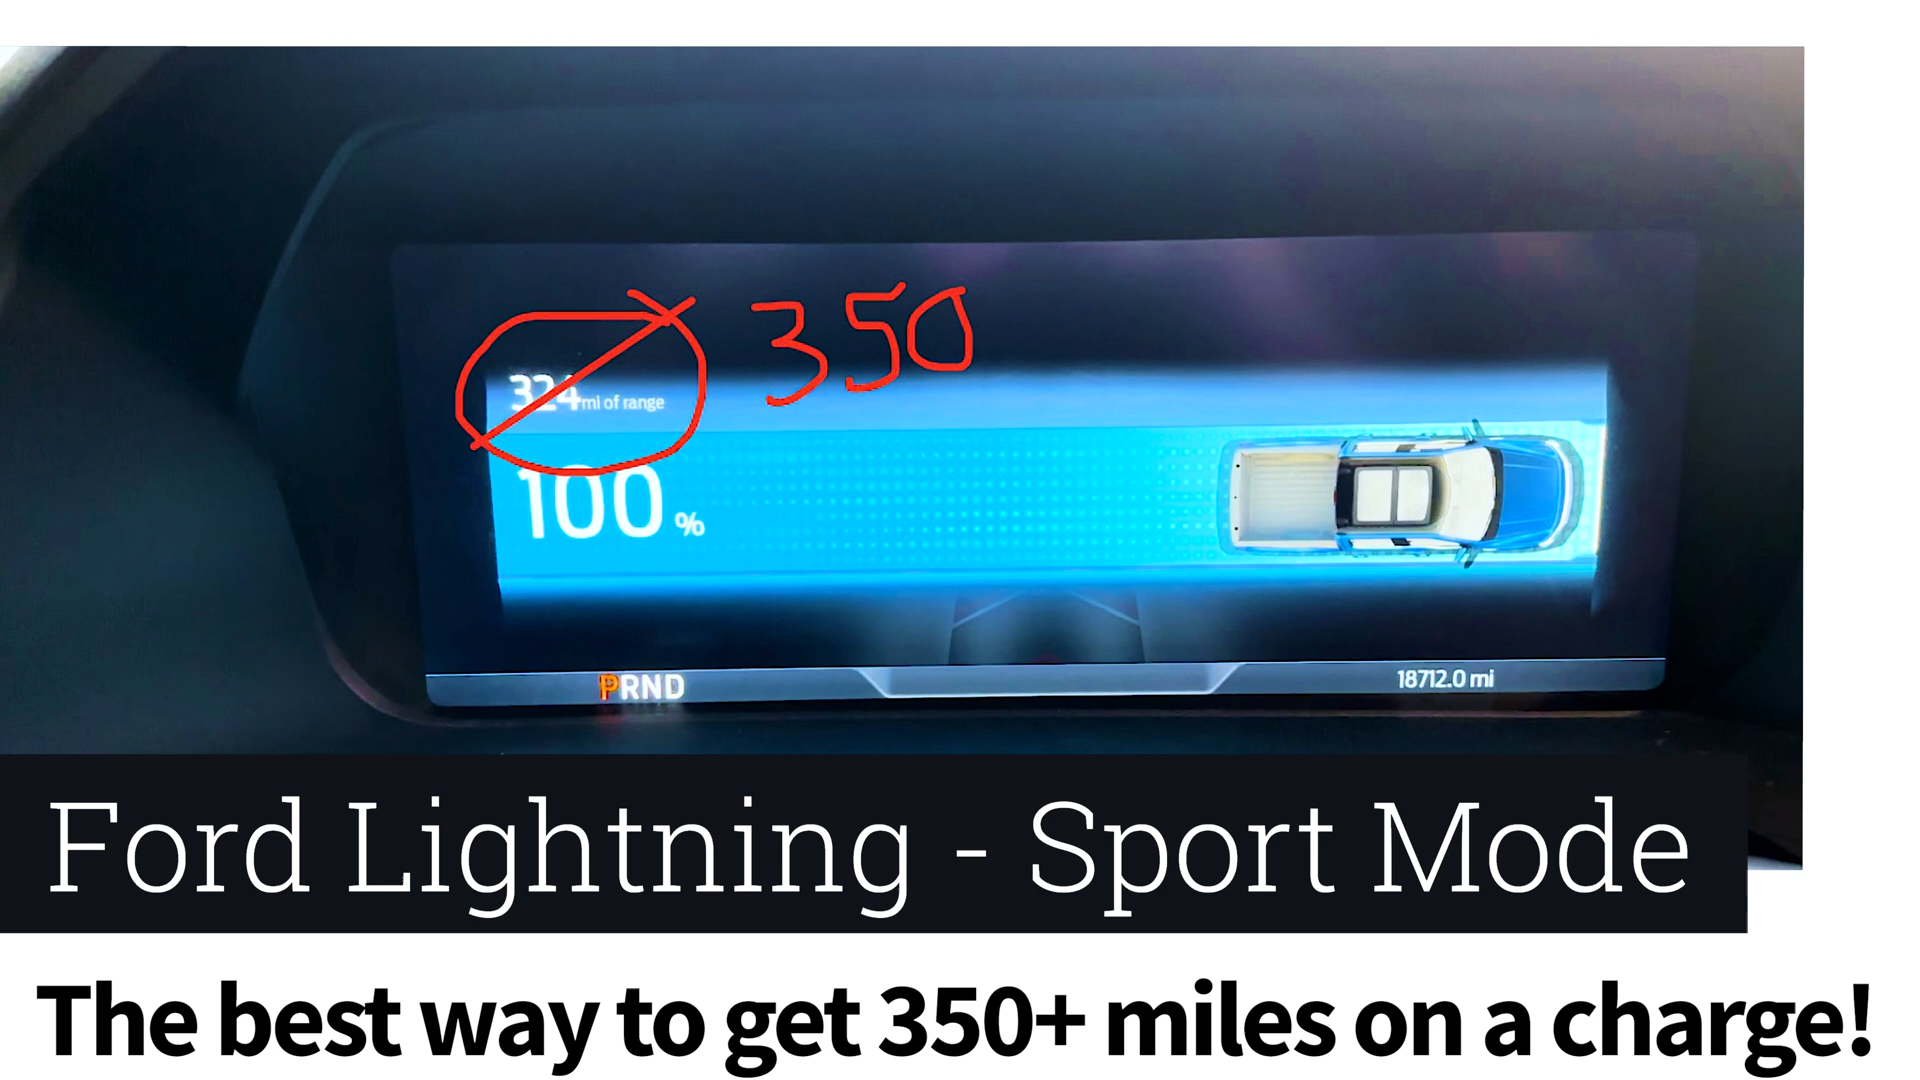 350
324 mi of range
100 %
PRND
18712.0 mi
Ford Lightning - Sport Mode
The best way to get 350+ miles on a charge!